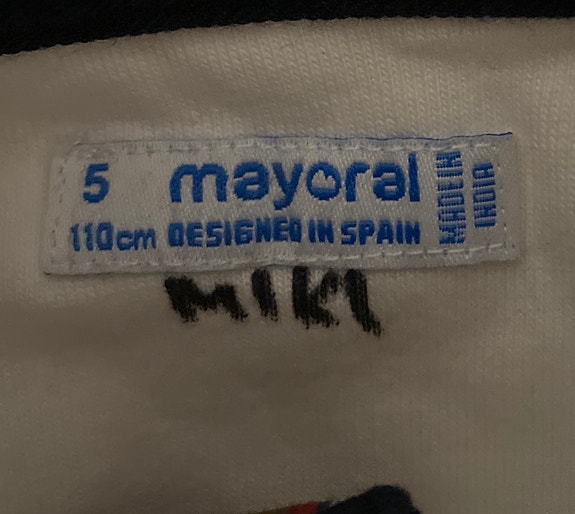 5 mayoral
110cm DESIGNED IN SPAIN
MADE IN
INDIA
MIKI